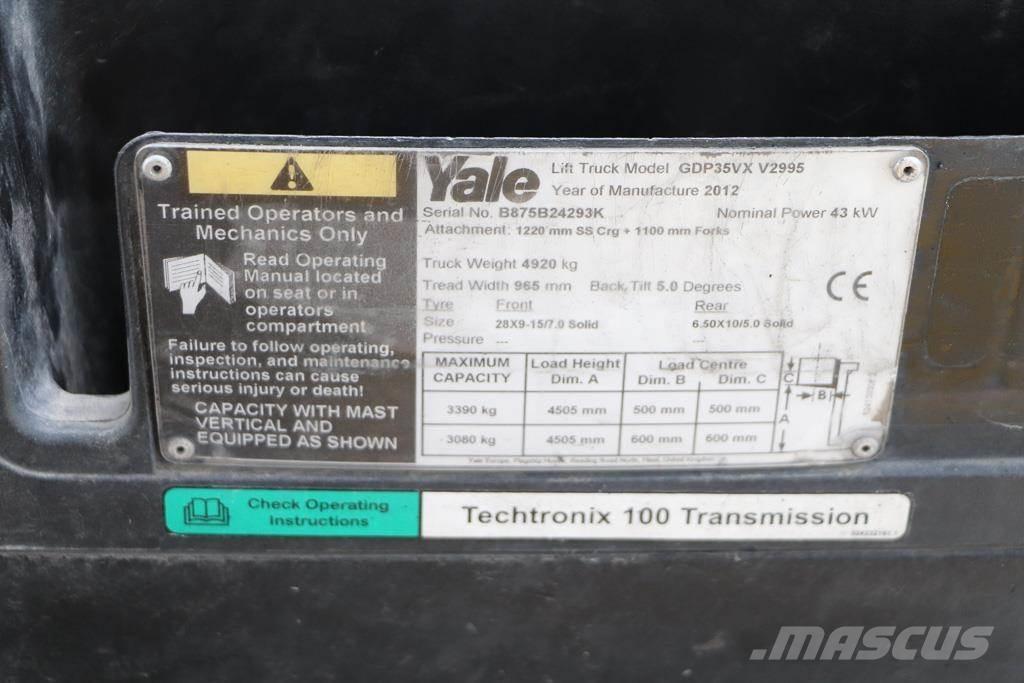 Trained Operators and
Mechanics Only
Read Operating
Manual located
on seat or in
operators
compartment
Failure to follow operating,
inspection, and maintenance
instructions can cause
serious injury or death!
CAPACITY WITH MAST
VERTICAL AND
EQUIPPED AS SHOWN
Yale
Lift Truck Model GDP35VX V2995
Year of Manufacture 2012
Serial No. B875B24293K Nominal Power 43 kW
Attachment: 1220 mm SS Crg + 1100 mm Forks
Truck Weight 4920 kg
Tread Width 965 mm Back Tilt 5.0 Degrees
CE
Tyre Front Rear
Size 28X9-15/7.0 Solid 6.50X10/5.0 Solid
Pressure --- ---
MAXIMUM CAPACITY Load Height Dim. A Load Centre Dim. B Dim. C
3390 kg 4505 mm 500 mm 500 mm
3080 kg 4505 mm 600 mm 600 mm
C
B
A
Check Operating
Instructions
Techtronix 100 Transmission
MASCUS